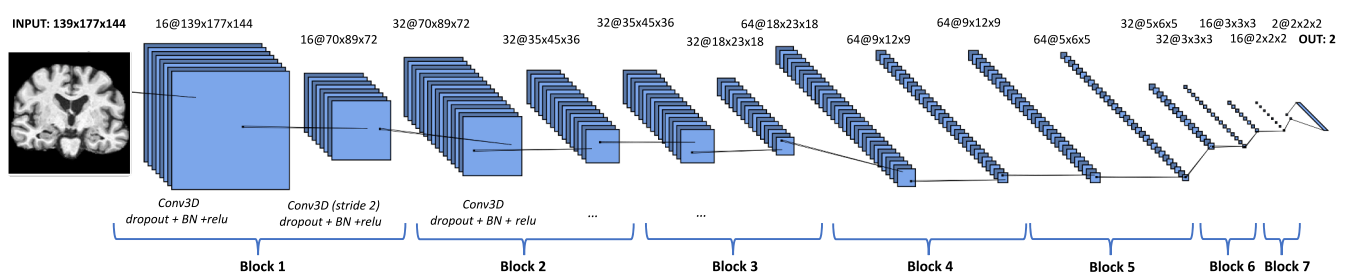 INPUT: 139x177x144
16@139x177x144
16@70x89x72
32@70x89x72
32@35x45x36
32@35x45x36
32@18x23x18
64@18x23x18
64@9x12x9
64@9x12x9
64@5x6x5
32@5x6x5
32@3x3x3
16@3x3x3
16@2x2x2
2@2x2x2
OUT: 2
Conv3D
dropout + BN +relu
Conv3D (stride 2)
dropout + BN +relu
Conv3D
dropout + BN + relu
...
...
Block 1
Block 2
Block 3
Block 4
Block 5
Block 6
Block 7